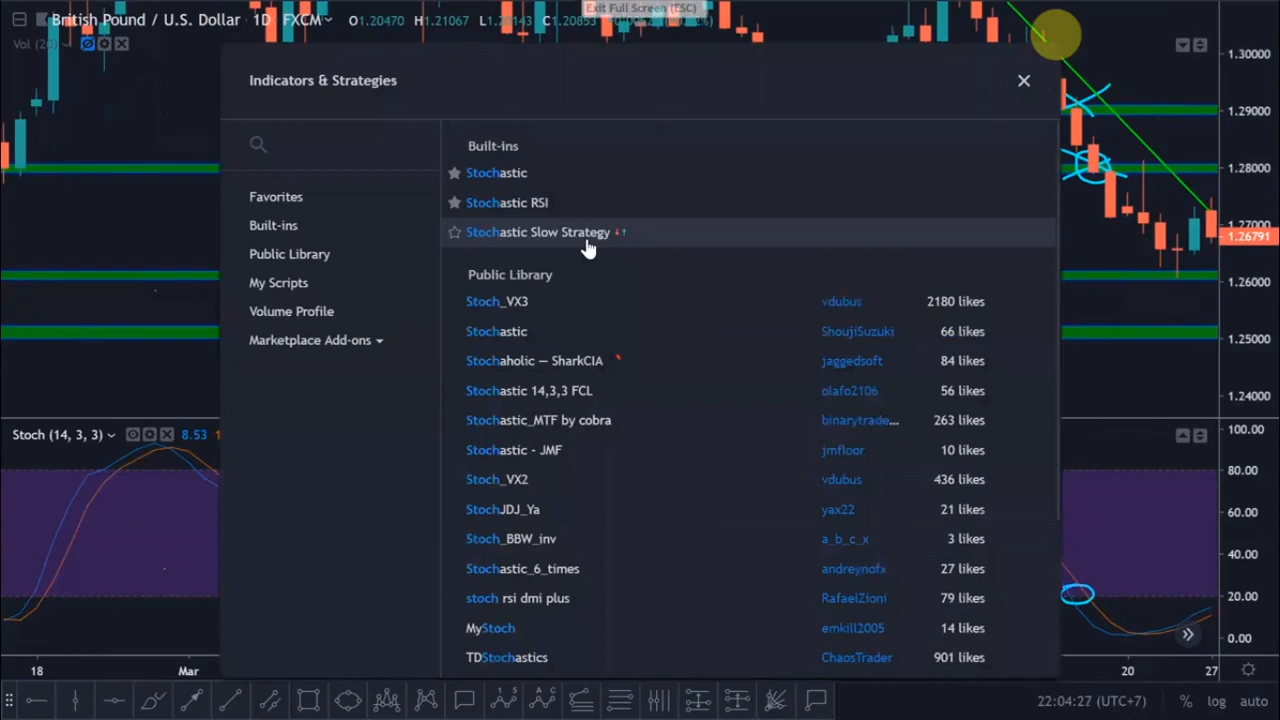 Exit Full Screen (ESC)
British Pound / U.S. Dollar 1D FXCM O1.20470 H1.21067 C1.20853
Vol (20)
1.30000
Indicators & Strategies
1.29000
Built-ins
Stochastic
1.28000
Favorites
Stochastic RSI
Built-ins
Stochastic Slow Strategy
1.27000
1.26791
Public Library
Public Library
My Scripts
1.26000
Stoch_VX3 vdubus 2180 likes
Volume Profile
Stochastic ShoujiSuzuki 66 likes
Marketplace Add-ons
1.25000
Stochaholic — SharkCIA jaggedsoft 84 likes
Stochastic 14,3,3 FCL olafo2106 56 likes
1.24000
Stochastic_MTF by cobra binarytrade... 263 likes
Stoch (14, 3, 3) 8.53
100.00
Stochastic - JMF jmfloor 10 likes
80.00
Stoch_VX2 vdubus 436 likes
StochJDJ_Ya yax22 21 likes
60.00
Stoch_BBW_inv a_b_c_x 3 likes
40.00
Stochastic_6_times andreynofx 27 likes
stoch rsi dmi plus RafaelZioni 79 likes
20.00
MyStoch emkill2005 14 likes
0.00
TDStochastics ChaosTrader 901 likes
18 Mar 20 27
22:04:27 (UTC+7) % log auto